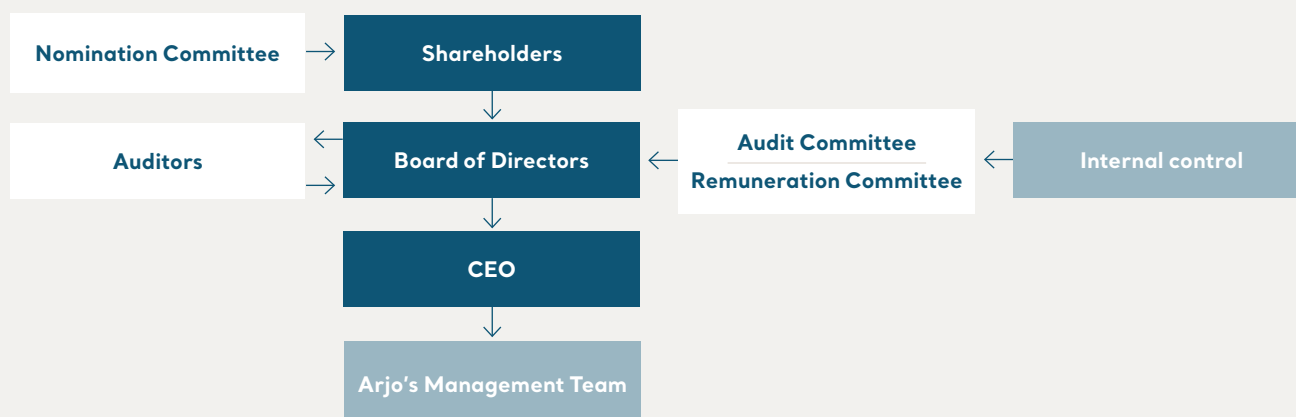 Nomination Committee
Shareholders
Auditors
Board of Directors
Audit Committee
Remuneration Committee
Internal control
CEO
Arjo’s Management Team